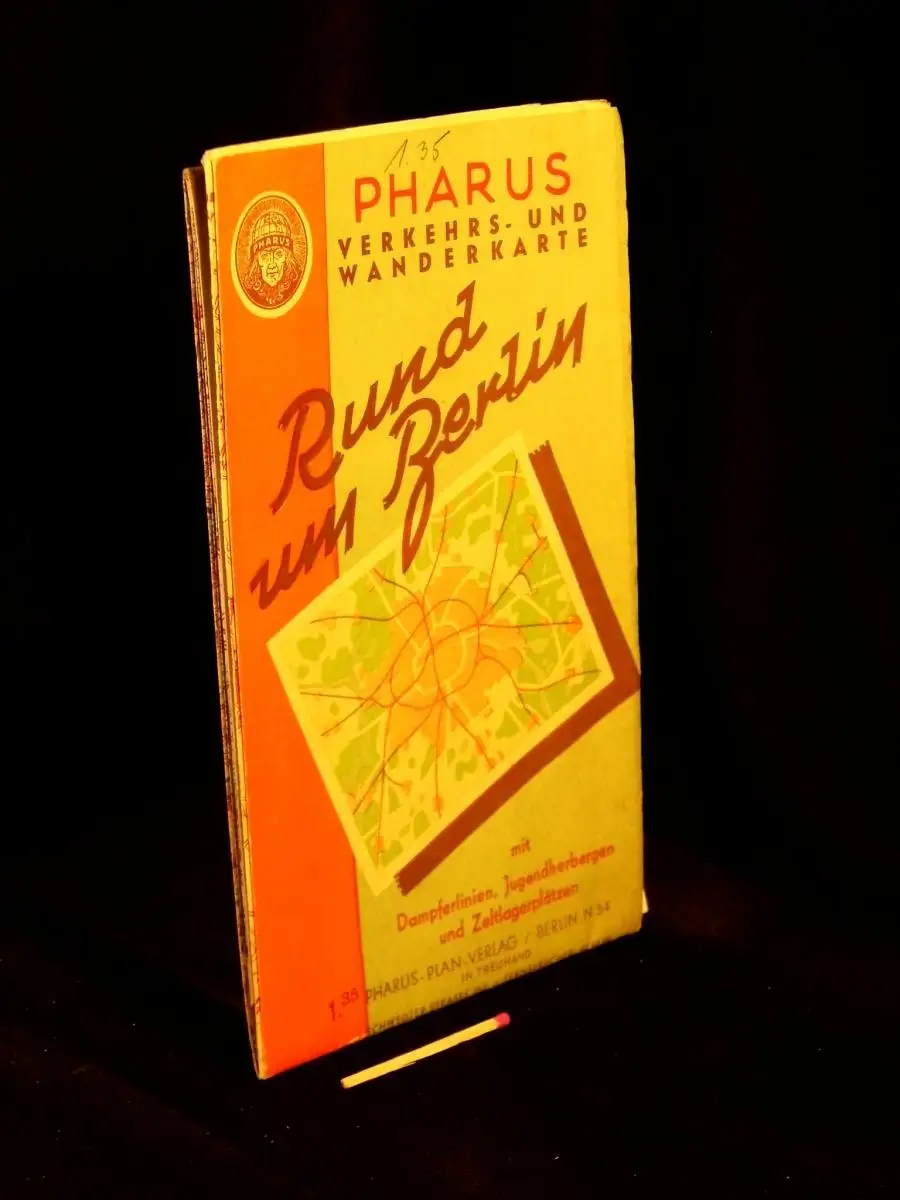 1.35
PHARUS
VERKEHRS- UND
WANDERKARTE
PHARUS
Rund
um Berlin
mit
Dampferlinien, Jugendherbergen
und Zeltlagerplätzen
PHARUS-PLAN-VERLAG / BERLIN N 54
IN TREUHAND
1.35